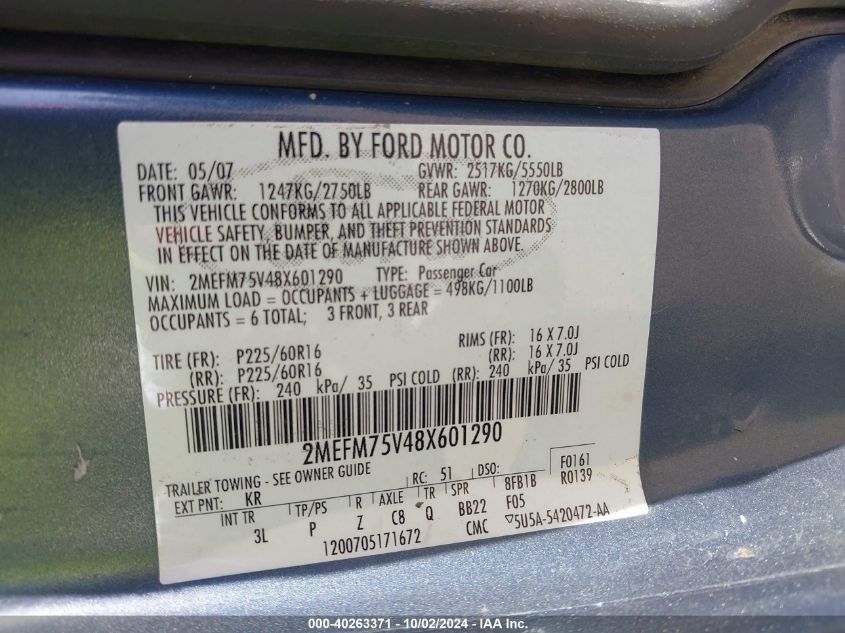 MFD. BY FORD MOTOR CO.
DATE: 05/07 GVWR: 2517KG/5550LB
FRONT GAWR: 1247KG/2750LB REAR GAWR: 1270KG/2800LB
THIS VEHICLE CONFORMS TO ALL APPLICABLE FEDERAL MOTOR
VEHICLE SAFETY, BUMPER, AND THEFT PREVENTION STANDARDS
IN EFFECT ON THE DATE OF MANUFACTURE SHOWN ABOVE.
VIN: 2MEFM75V48X601290 TYPE: Passenger Car
MAXIMUM LOAD = OCCUPANTS + LUGGAGE = 498KG/1100LB
OCCUPANTS = 6 TOTAL; 3 FRONT, 3 REAR
TIRE (FR): P225/60R16 RIMS (FR): 16 X 7.0J
(RR): P225/60R16 (RR): 16 X 7.0J
PRESSURE (FR): 240 kPa/ 35 PSI COLD (RR): 240 kPa/ 35 PSI COLD
2MEFM75V48X601290
TRAILER TOWING - SEE OWNER GUIDE RC: 51 DSO: F0161
EXT PNT: KR R0139
INT TR TP/PS R AXLE TR SPR 8FB1B
3L P Z C8 Q BB22 F05
1200705171672 CMC ▽5U5A-5420472-AA
000-40263371 - 10/02/2024 - IAA Inc.